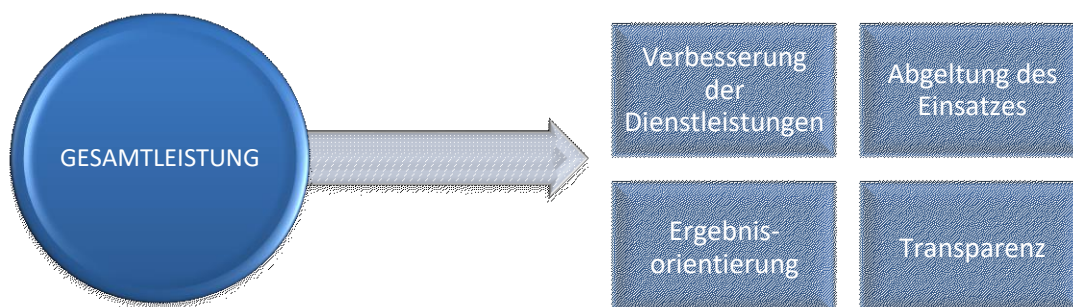 GESAMTLEISTUNG
Verbesserung
der
Dienstleistungen
Abgeltung des
Einsatzes
Ergebnis-
orientierung
Transparenz